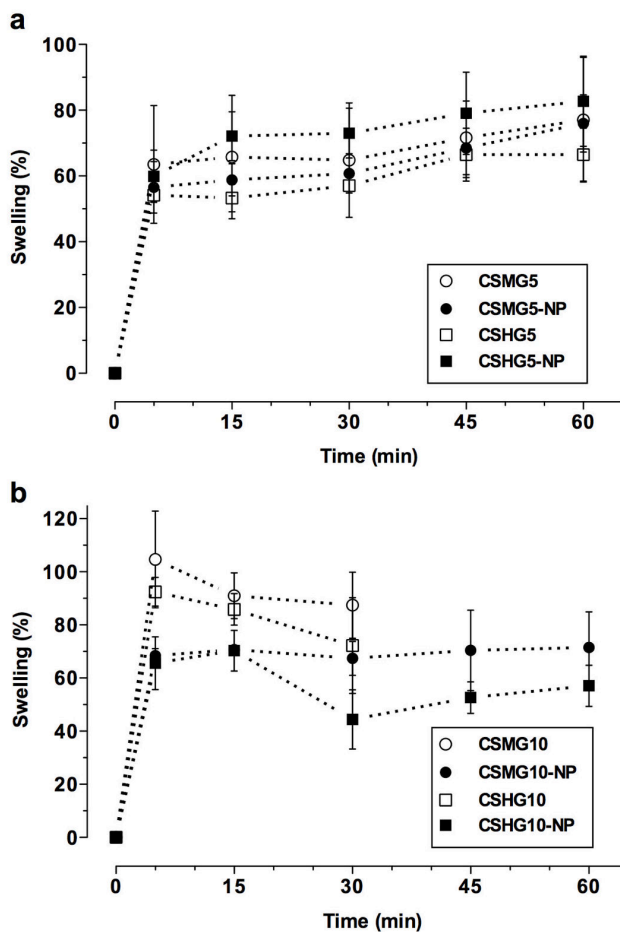 a
100
80
60
40
20
0
Swelling (%)
CSMG5
CSMG5-NP
CSHG5
CSHG5-NP
0 15 30 45 60
Time (min)
b
120
100
80
60
40
20
0
Swelling (%)
CSMG10
CSMG10-NP
CSHG10
CSHG10-NP
0 15 30 45 60
Time (min)